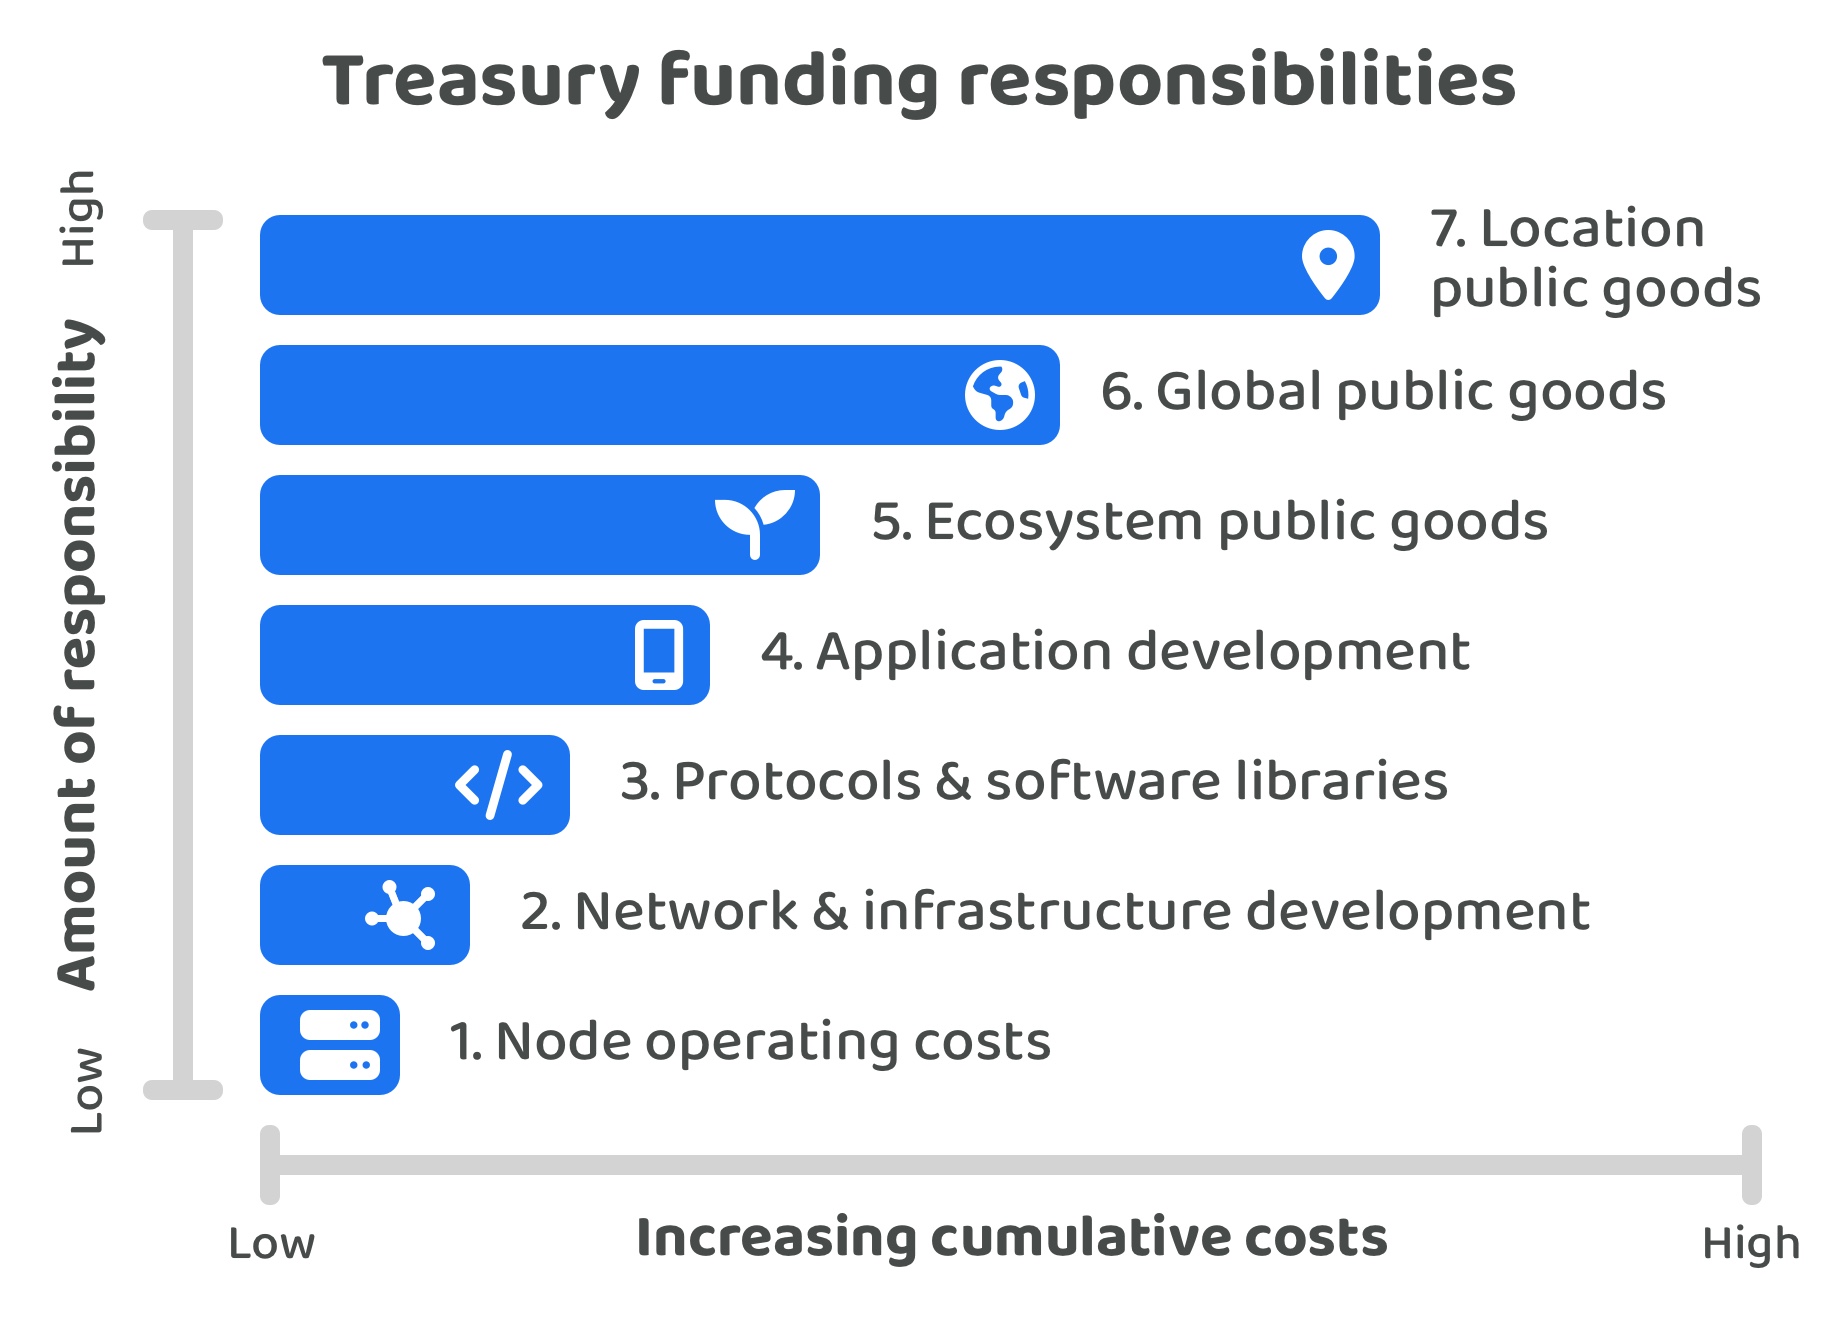 Treasury funding responsibilities
High
Amount of responsibility
Low
7. Location
public goods
6. Global public goods
5. Ecosystem public goods
4. Application development
3. Protocols & software libraries
2. Network & infrastructure development
1. Node operating costs
Low
Increasing cumulative costs
High